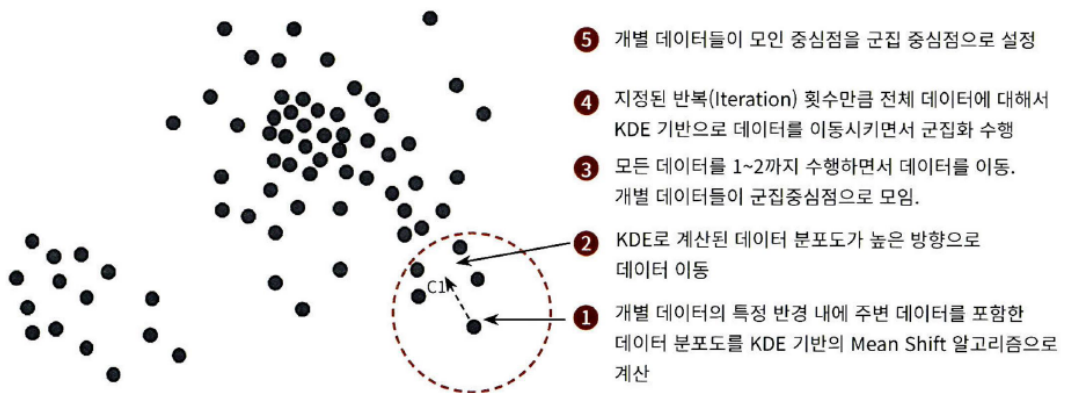 5 개별 데이터들이 모인 중심점을 군집 중심점으로 설정
4 지정된 반복(Iteration) 횟수만큼 전체 데이터에 대해서
KDE 기반으로 데이터를 이동시키면서 군집화 수행
3 모든 데이터를 1~2까지 수행하면서 데이터를 이동.
개별 데이터들이 군집중심점으로 모임.
2 KDE로 계산된 데이터 분포도가 높은 방향으로
데이터 이동
C1
1 개별 데이터의 특정 반경 내에 주변 데이터를 포함한
데이터 분포도를 KDE 기반의 Mean Shift 알고리즘으로
계산